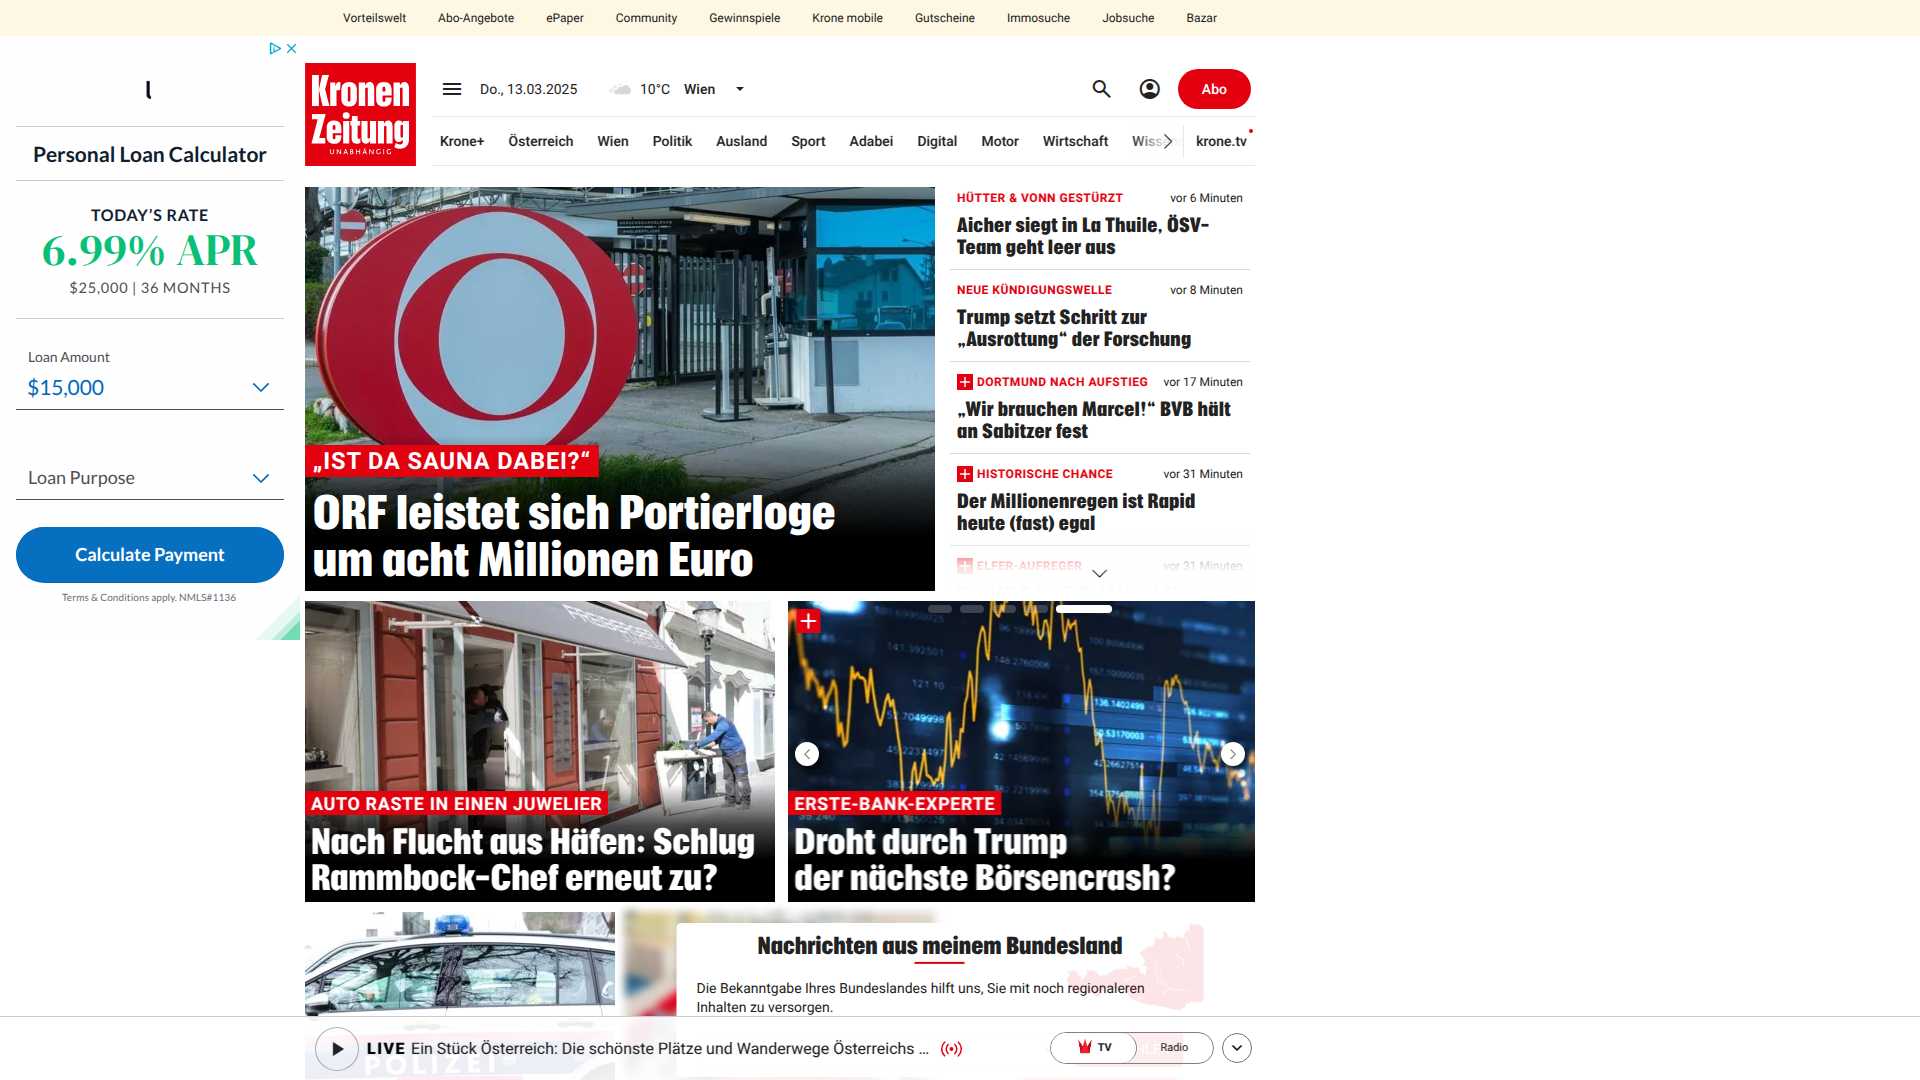 Vorteilswelt Abo-Angebote ePaper Community Gewinnspiele Krone mobile Gutscheine Immosuche Jobsuche Bazar
Personal Loan Calculator
TODAY'S RATE
6.99% APR
$25,000 | 36 MONTHS
Loan Amount
$15,000
Loan Purpose
Calculate Payment
Terms & Conditions apply. NMLS#1136
Kronen
Zeitung
UNABHÄNGIG
Do., 13.03.2025 10°C Wien
Abo
Krone+ Österreich Wien Politik Ausland Sport Adabei Digital Motor Wirtschaft krone.tv
„IST DA SAUNA DABEI?“
ORF leistet sich Portierloge
um acht Millionen Euro
HÜTTER & VONN GESTÜRZT vor 6 Minuten
Aicher siegt in La Thuile, ÖSV-
Team geht leer aus
NEUE KÜNDIGUNGSWELLE vor 8 Minuten
Trump setzt Schritt zur
„Ausrottung“ der Forschung
DORTMUND NACH AUFSTIEG vor 17 Minuten
„Wir brauchen Marcel!“ BVB hält
an Sabitzer fest
HISTORISCHE CHANCE vor 31 Minuten
Der Millionenregen ist Rapid
heute (fast) egal
ELFER-AUFREGER vor 31 Minuten
AUTO RASTE IN EINEN JUWELIER
Nach Flucht aus Häfen: Schlug
Rammbock-Chef erneut zu?
ERSTE-BANK-EXPERTE
Droht durch Trump
der nächste Börsencrash?
Nachrichten aus meinem Bundesland
Die Bekanntgabe Ihres Bundeslandes hilft uns, Sie mit noch regionaleren
Inhalten zu versorgen.
LIVE Ein Stück Österreich: Die schönste Plätze und Wanderwege Österreichs ...
TV Radio
POLIZEI